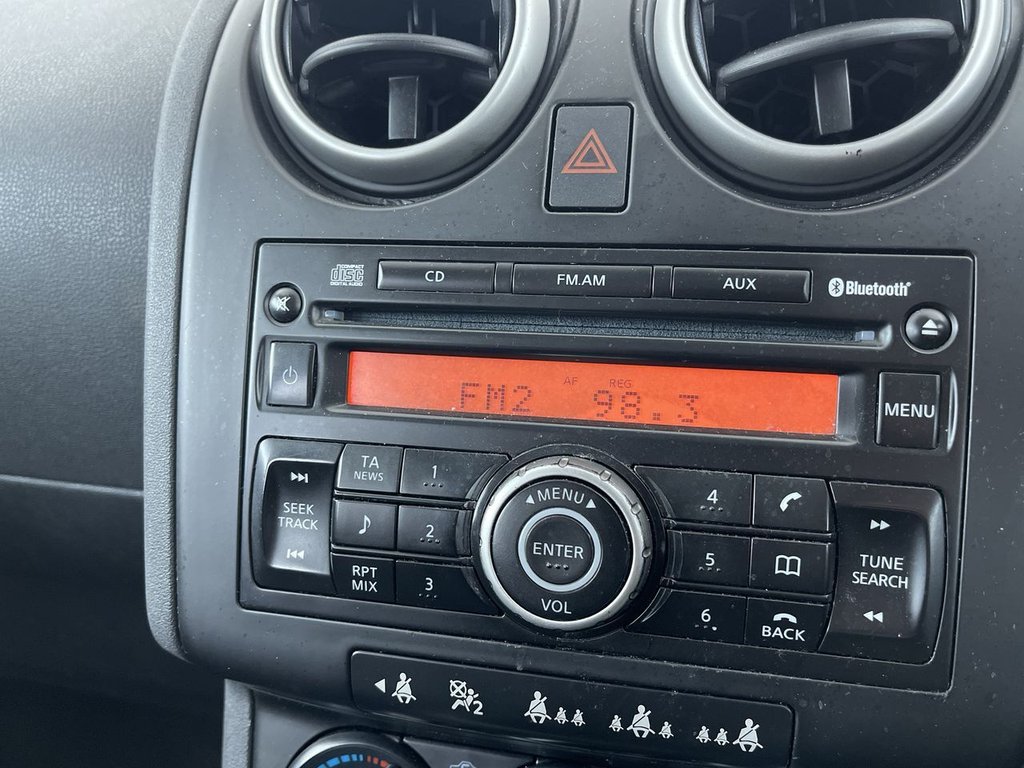 COMPACT
disc
DIGITAL AUDIO
CD
FM.AM
AUX
Bluetooth®
AF REG
FM2 98.3
MENU
SEEK
TRACK
TA
NEWS
1
2
RPT
MIX
3
MENU
ENTER
VOL
4
5
6
BACK
TUNE
SEARCH
2